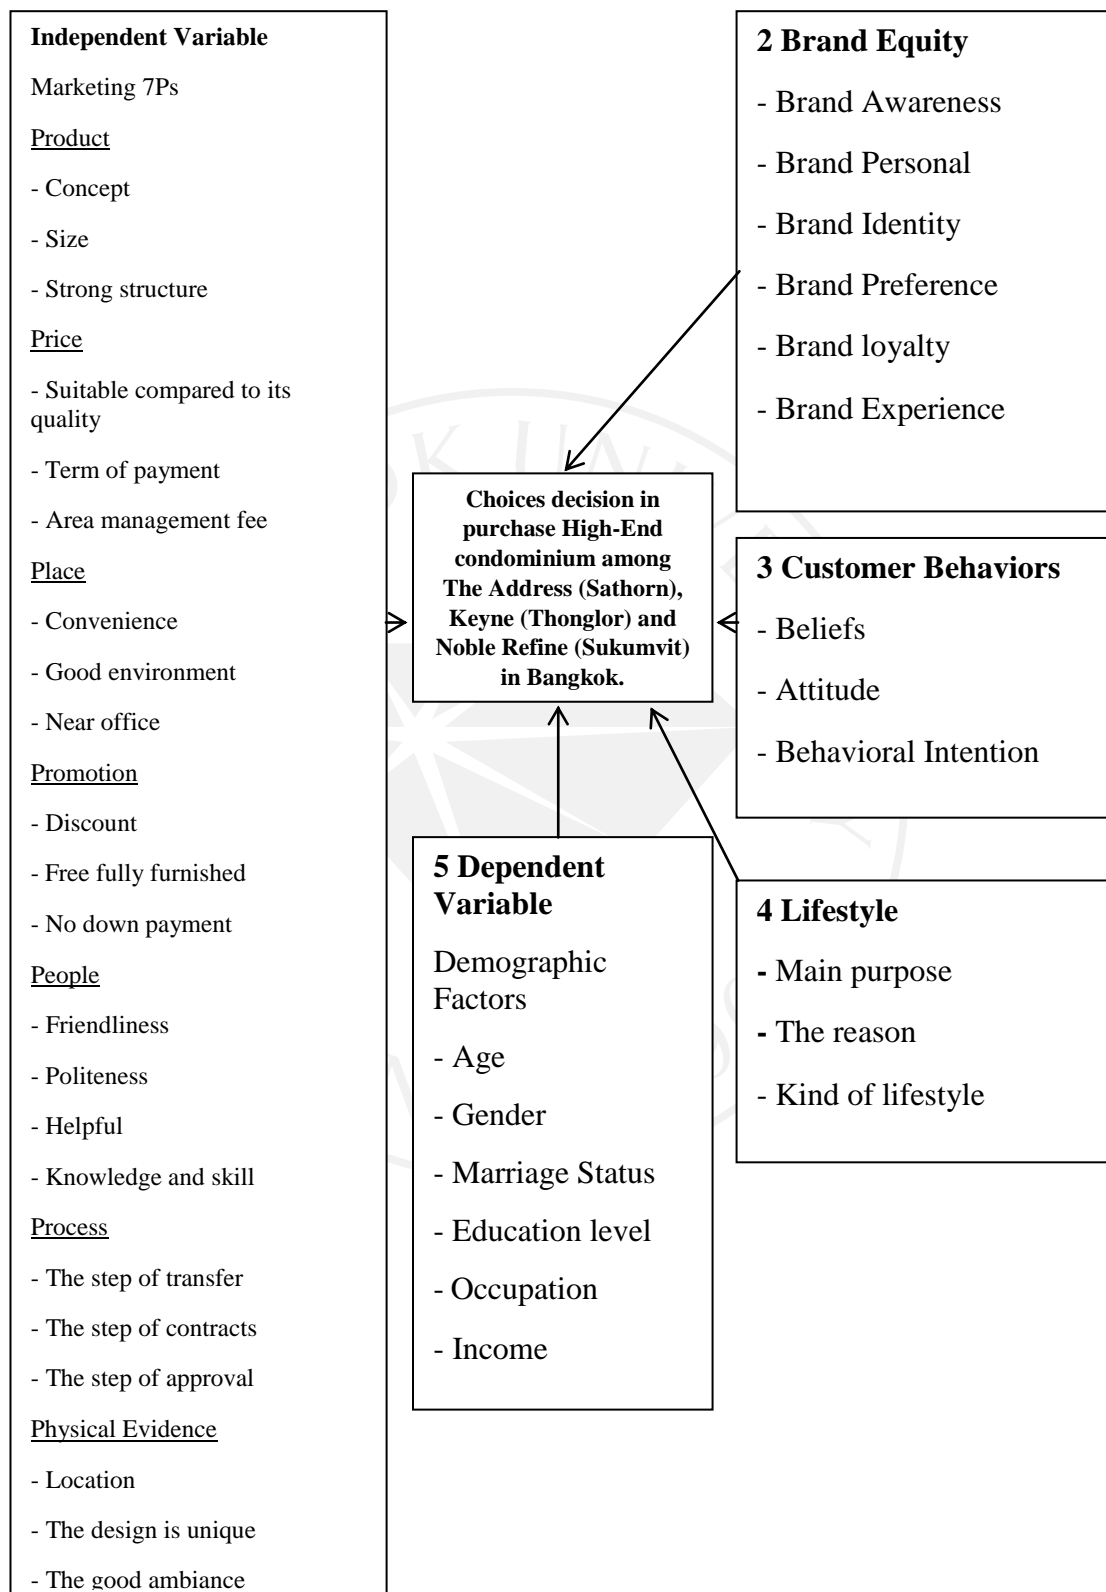 Independent Variable
Marketing 7Ps
Product
- Concept
- Size
- Strong structure
Price
- Suitable compared to its
quality
- Term of payment
- Area management fee
Place
- Convenience
- Good environment
- Near office
Promotion
- Discount
- Free fully furnished
- No down payment
People
- Friendliness
- Politeness
- Helpful
- Knowledge and skill
Process
- The step of transfer
- The step of contracts
- The step of approval
Physical Evidence
- Location
- The design is unique
- The good ambiance
Choices decision in
purchase High-End
condominium among
The Address (Sathorn),
Keyne (Thonglor) and
Noble Refine (Sukumvit)
in Bangkok.
2 Brand Equity
- Brand Awareness
- Brand Personal
- Brand Identity
- Brand Preference
- Brand loyalty
- Brand Experience
3 Customer Behaviors
- Beliefs
- Attitude
- Behavioral Intention
4 Lifestyle
- Main purpose
- The reason
- Kind of lifestyle
5 Dependent
Variable
Demographic
Factors
- Age
- Gender
- Marriage Status
- Education level
- Occupation
- Income